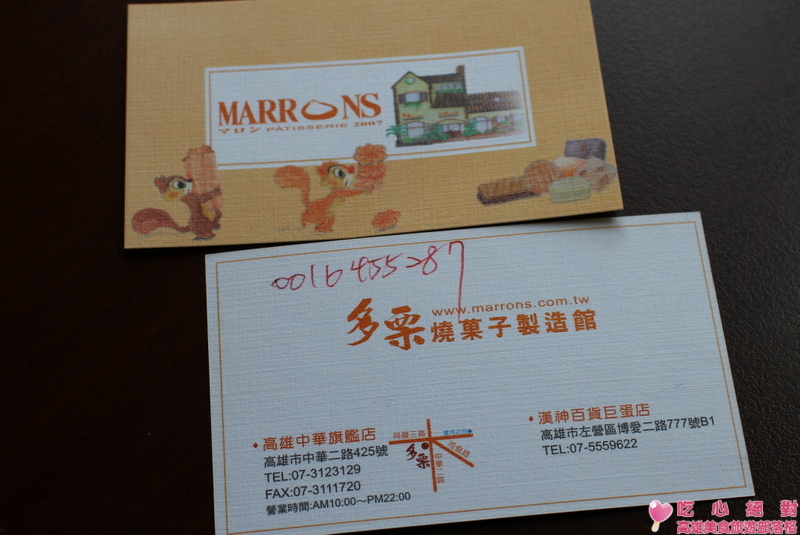 MARRONS
マロン PATISSERIE 2007
0016455287
www.marrons.com.tw
多栗燒菓子製造館
高雄中華旗艦店
高雄市中華二路425號
TEL:07-3123129
FAX:07-3111720
營業時間:AM10:00～PM22:00
同盟三路
多栗
中華二路
漢神百貨巨蛋店
高雄市左營區博愛二路777號B1
TEL:07-5559622
吃心絕對
高雄美食旅遊部落格